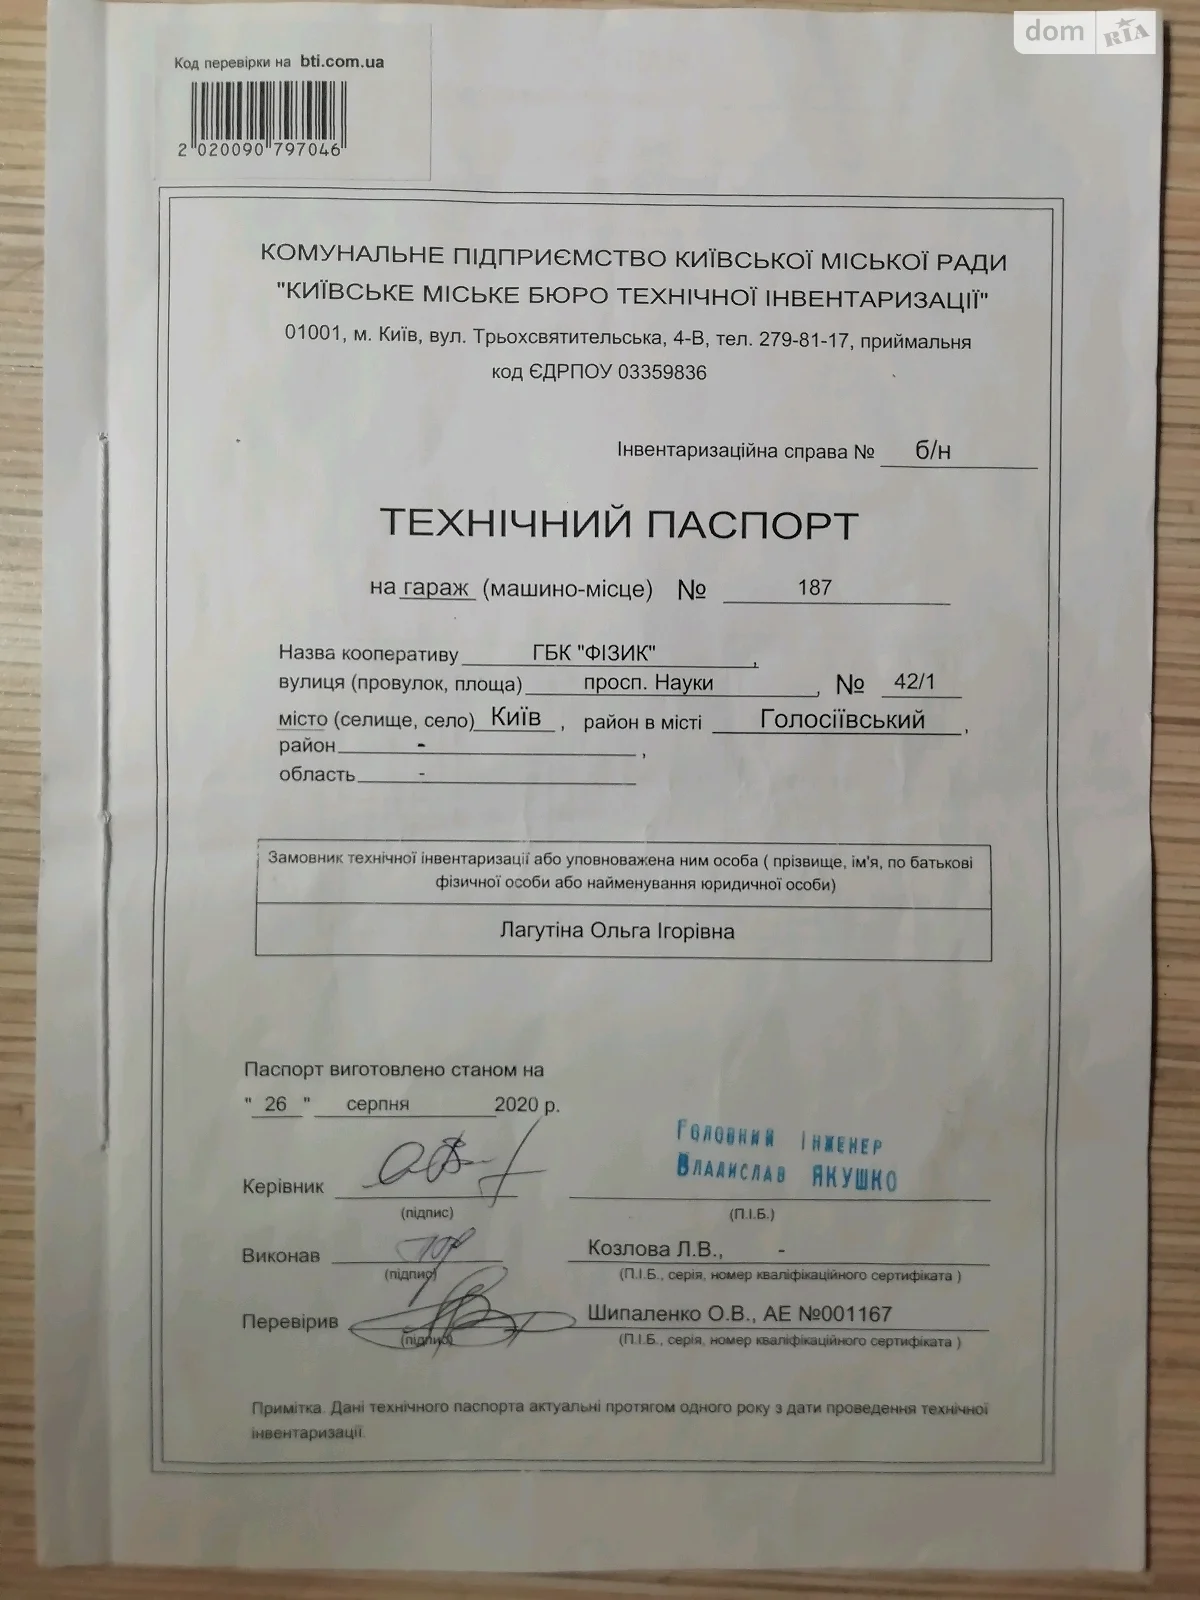 dom RIA
Код перевірки на bti.com.ua
2 020090 797046
КОМУНАЛЬНЕ ПІДПРИЄМСТВО КИЇВСЬКОЇ МІСЬКОЇ РАДИ
"КИЇВСЬКЕ МІСЬКЕ БЮРО ТЕХНІЧНОЇ ІНВЕНТАРИЗАЦІЇ"
01001, м. Київ, вул. Трьохсвятительська, 4-В, тел. 279-81-17, приймальня
код ЄДРПОУ 03359836
Інвентаризаційна справа № б/н
ТЕХНІЧНИЙ ПАСПОРТ
на гараж (машино-місце) № 187
Назва кооперативу ГБК "ФІЗИК" ,
вулиця (провулок, площа) просп. Науки , № 42/1
місто (селище, село) Київ , район в місті Голосіївський ,
район - ,
область -
Замовник технічної інвентаризації або уповноважена ним особа ( прізвище, ім'я, по батькові
фізичної особи або найменування юридичної особи)
Лагутіна Ольга Ігорівна
Паспорт виготовлено станом на
" 26 " серпня 2020 р.
ГОЛОВНИЙ ІНЖЕНЕР
ВЛАДИСЛАВ ЯКУШКО
Керівник
(підпис) (П.І.Б.)
Виконав Козлова Л.В., -
(підпис) (П.І.Б., серія, номер кваліфікаційного сертифіката )
Перевірив Шипаленко О.В., АЕ №001167
(підпис) (П.І.Б., серія, номер кваліфікаційного сертифіката )
Примітка. Дані технічного паспорта актуальні протягом одного року з дати проведення технічної
інвентаризації.